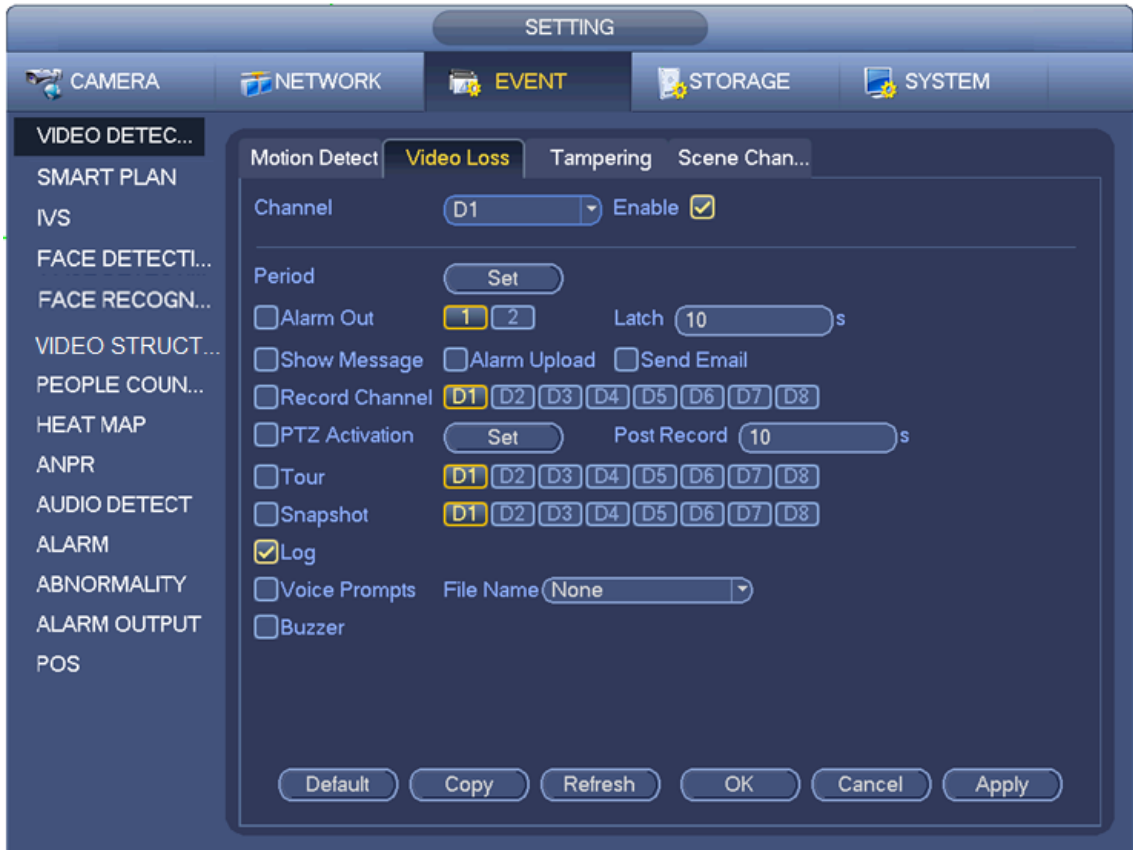 SETTING
CAMERA NETWORK EVENT STORAGE SYSTEM
VIDEO DETEC...
SMART PLAN
IVS
FACE DETECTI...
FACE RECOGN...
VIDEO STRUCT...
PEOPLE COUN...
HEAT MAP
ANPR
AUDIO DETECT
ALARM
ABNORMALITY
ALARM OUTPUT
POS
Motion Detect Video Loss Tampering Scene Chan...
Channel D1 Enable
Period Set
Alarm Out 1 2 Latch 10 s
Show Message Alarm Upload Send Email
Record Channel D1 D2 D3 D4 D5 D6 D7 D8
PTZ Activation Set Post Record 10 s
Tour D1 D2 D3 D4 D5 D6 D7 D8
Snapshot D1 D2 D3 D4 D5 D6 D7 D8
Log
Voice Prompts File Name None
Buzzer
Default Copy Refresh OK Cancel Apply